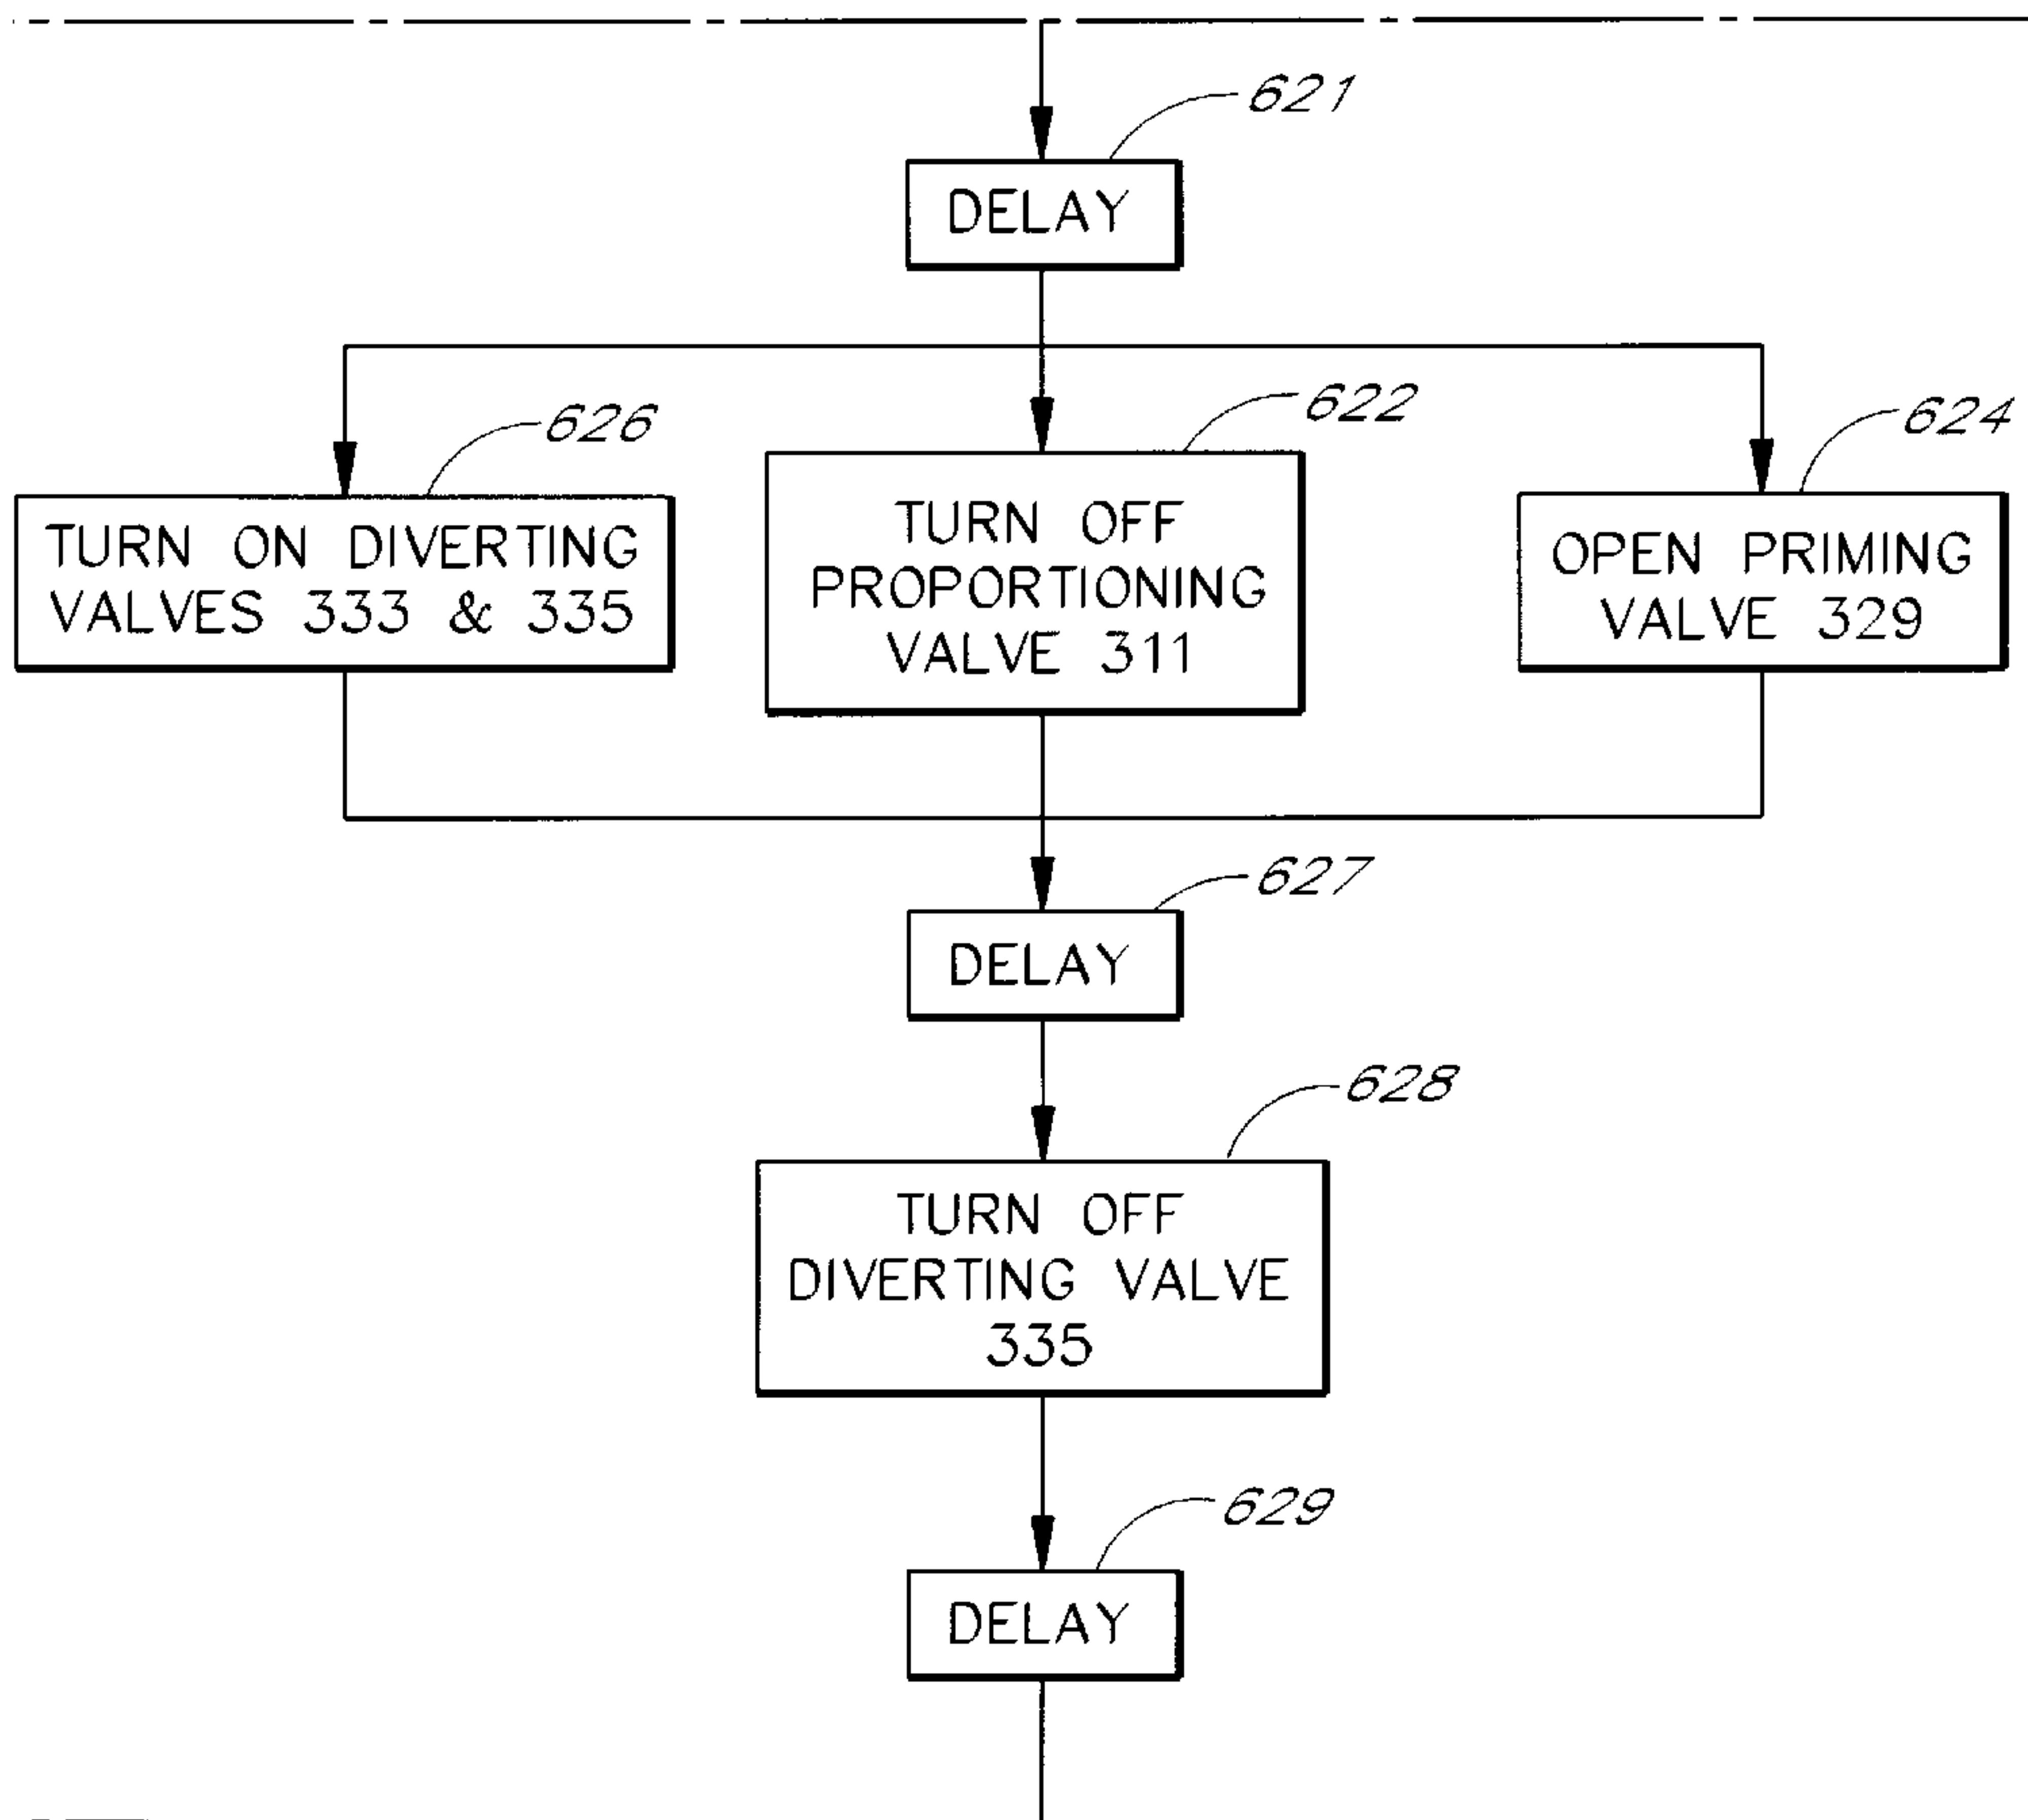 621
DELAY
626
622
624
TURN ON DIVERTING
VALVES 333 & 335
TURN OFF
PROPORTIONING
VALVE 311
OPEN PRIMING
VALVE 329
627
DELAY
628
TURN OFF
DIVERTING VALVE
335
629
DELAY